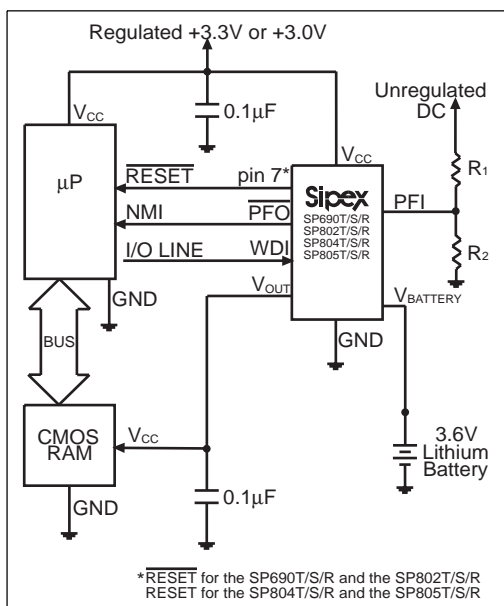 Regulated +3.3V or +3.0V
Unregulated
DC
VCC
0.1µF
VCC
R1
µP
RESET
pin 7*
Sipex
SP690T/S/R
SP802T/S/R
SP804T/S/R
SP805T/S/R
PFI
NMI
PFO
R2
I/O LINE
WDI
VOUT
VBATTERY
GND
GND
BUS
CMOS
RAM
VCC
3.6V
Lithium
Battery
GND
0.1µF
*RESET for the SP690T/S/R and the SP802T/S/R
RESET for the SP804T/S/R and the SP805T/S/R